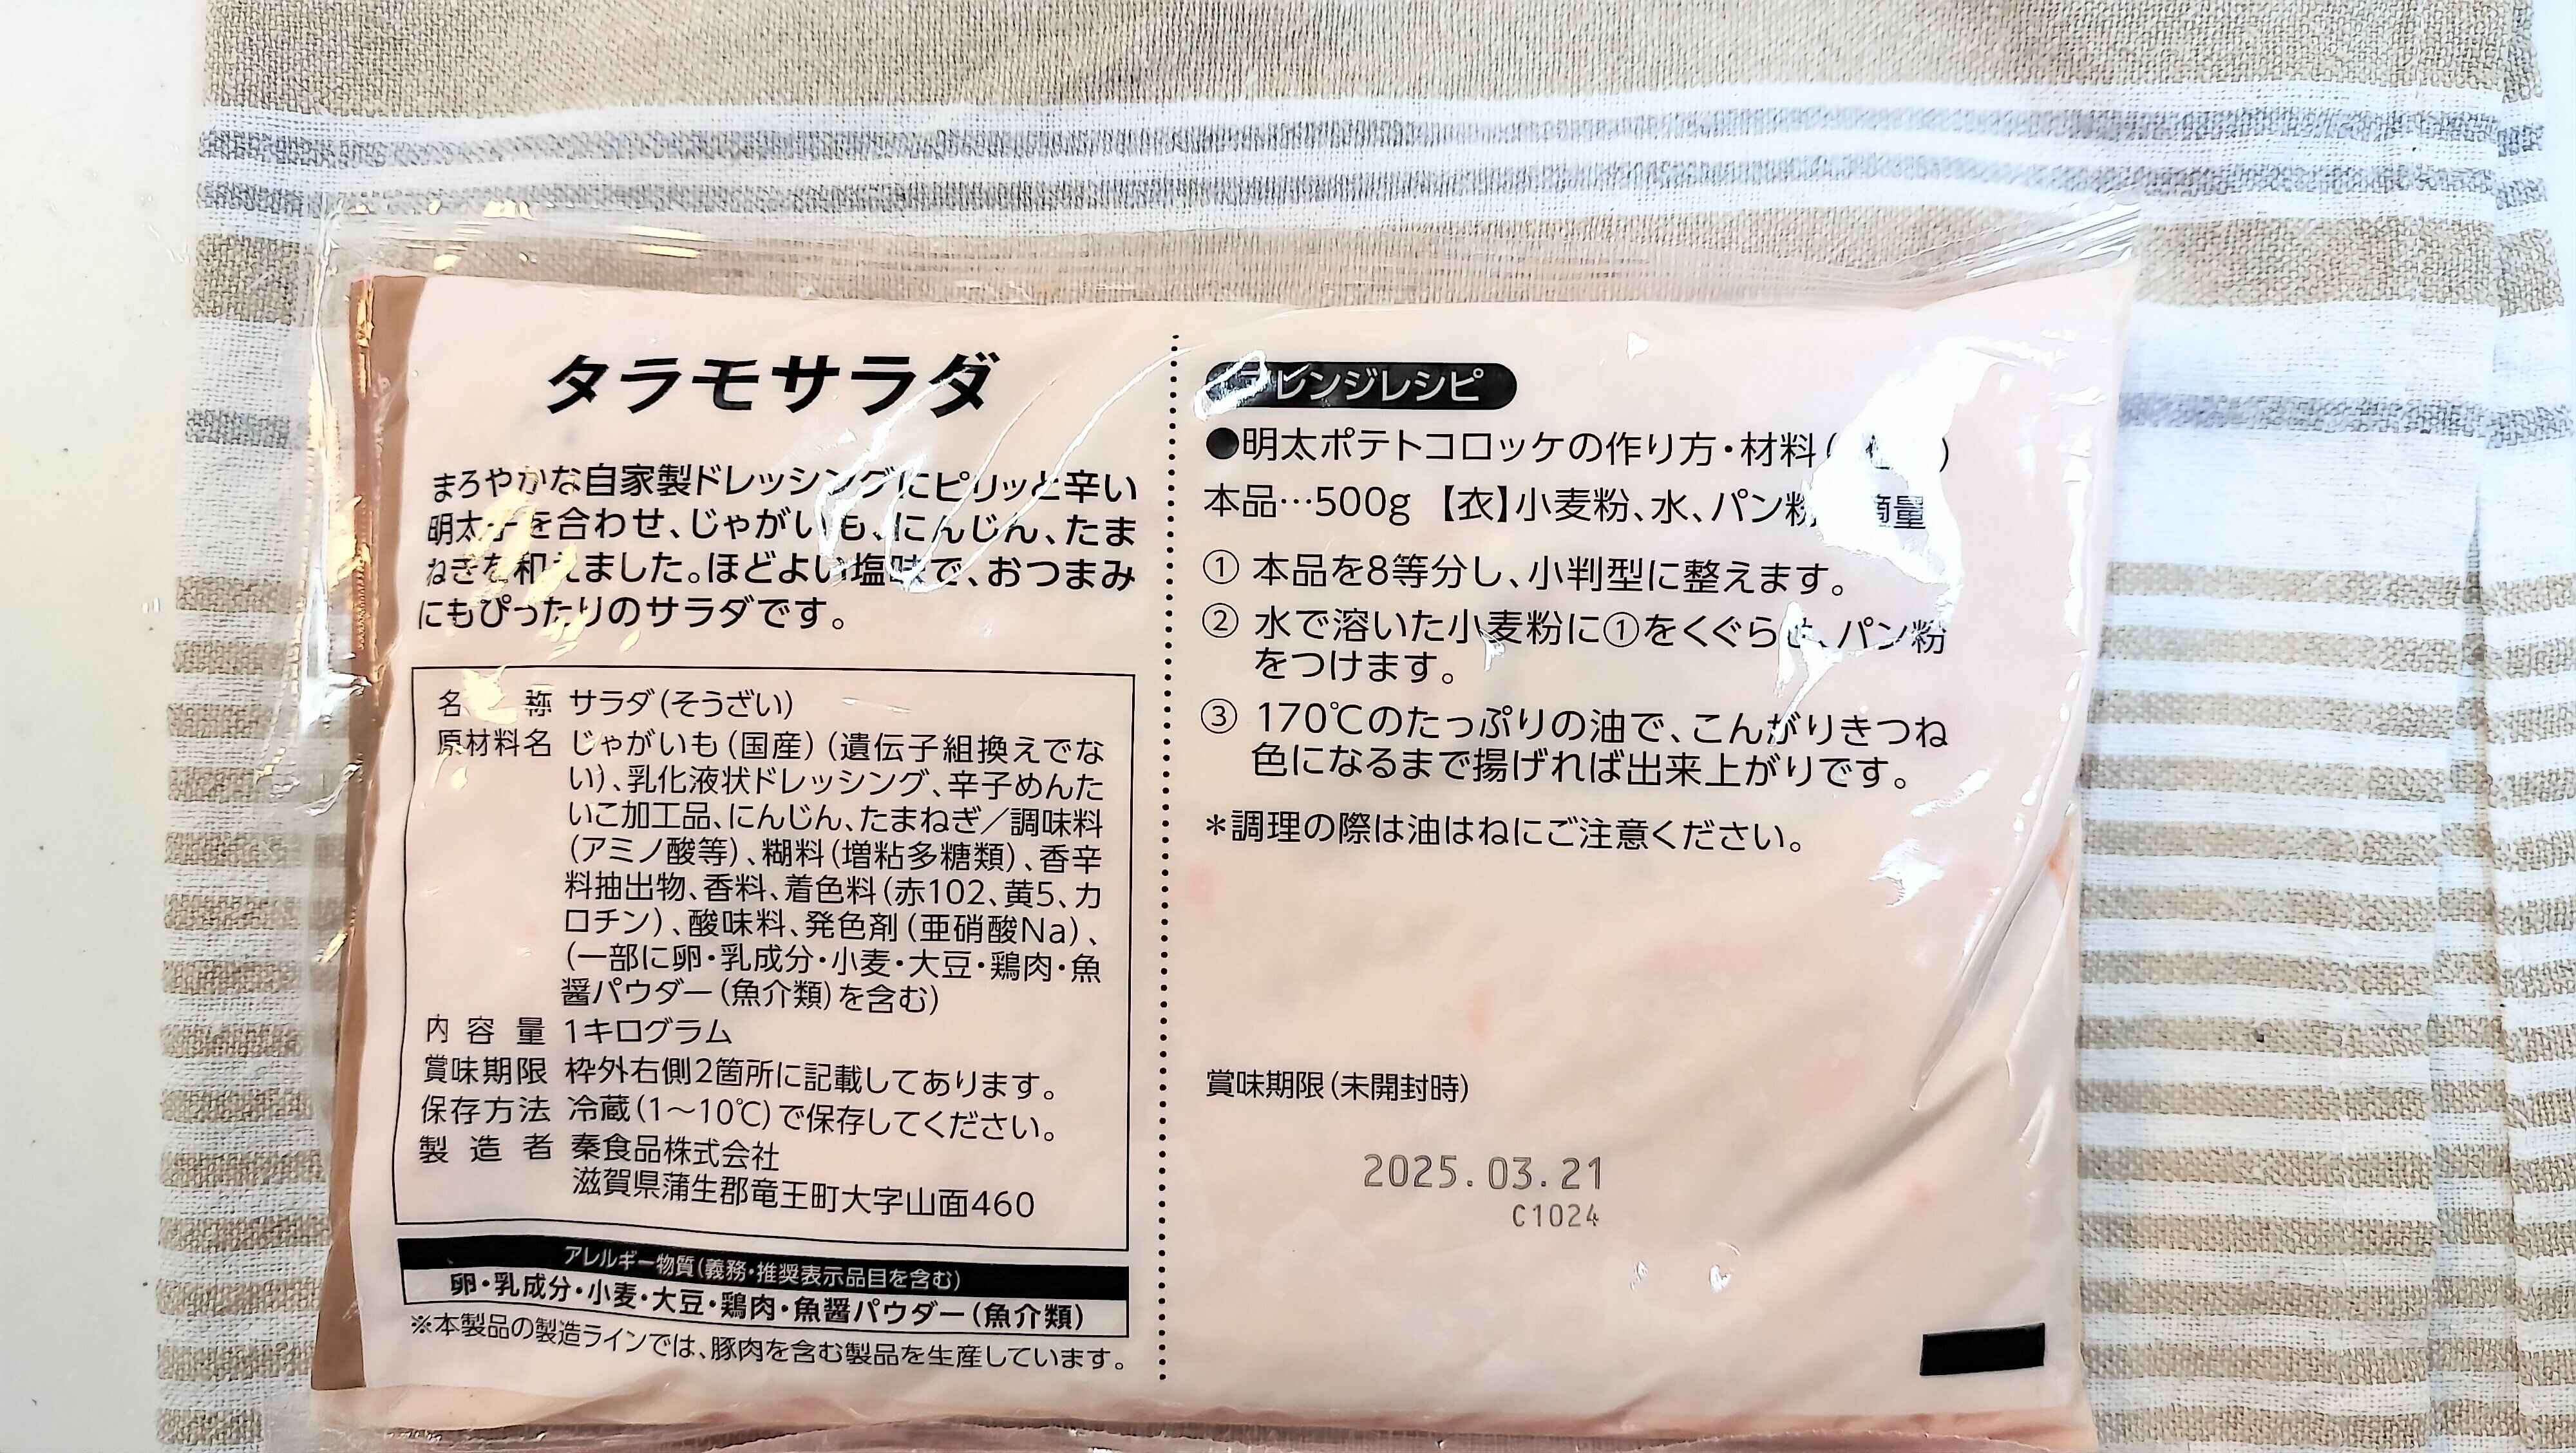 タラモサラダ
まろやかな自家製ドレッシングにピリッと辛い
明太子を合わせ、じゃがいも、にんじん、たま
ねぎを和えました。ほどよい塩味で、おつまみ
にもぴったりのサラダです。
名 称 サラダ(そうざい)
原材料名 じゃがいも(国産)(遺伝子組換えでな
い)、乳化液状ドレッシング、辛子めんた
いこ加工品、にんじん、たまねぎ/調味料
(アミノ酸等)、糊料(増粘多糖類)、香辛
料抽出物、香料、着色料(赤102、黄5、カ
ロチン)、酸味料、発色剤(亜硝酸Na)、
(一部に卵・乳成分・小麦・大豆・鶏肉・魚
醤パウダー(魚介類)を含む)
内容量 1キログラム
賞味期限 枠外右側2箇所に記載してあります。
保存方法 冷蔵(1~10℃)で保存してください。
製造者 秦食品株式会社
滋賀県蒲生郡竜王町大字山面460
アレルギー物質(義務・推奨表示品目を含む)
卵・乳成分・小麦・大豆・鶏肉・魚醤パウダー(魚介類)
※本製品の製造ラインでは、豚肉を含む製品を生産しています。
アレンジレシピ
●明太ポテトコロッケの作り方・材料( )
本品…500g 【衣】小麦粉、水、パン粉 適量
① 本品を8等分し、小判型に整えます。
② 水で溶いた小麦粉に①をくぐらせ、パン粉
をつけます。
③ 170℃のたっぷりの油で、こんがりきつね
色になるまで揚げれば出来上がりです。
*調理の際は油はねにご注意ください。
賞味期限(未開封時)
2025.03.21
C1024